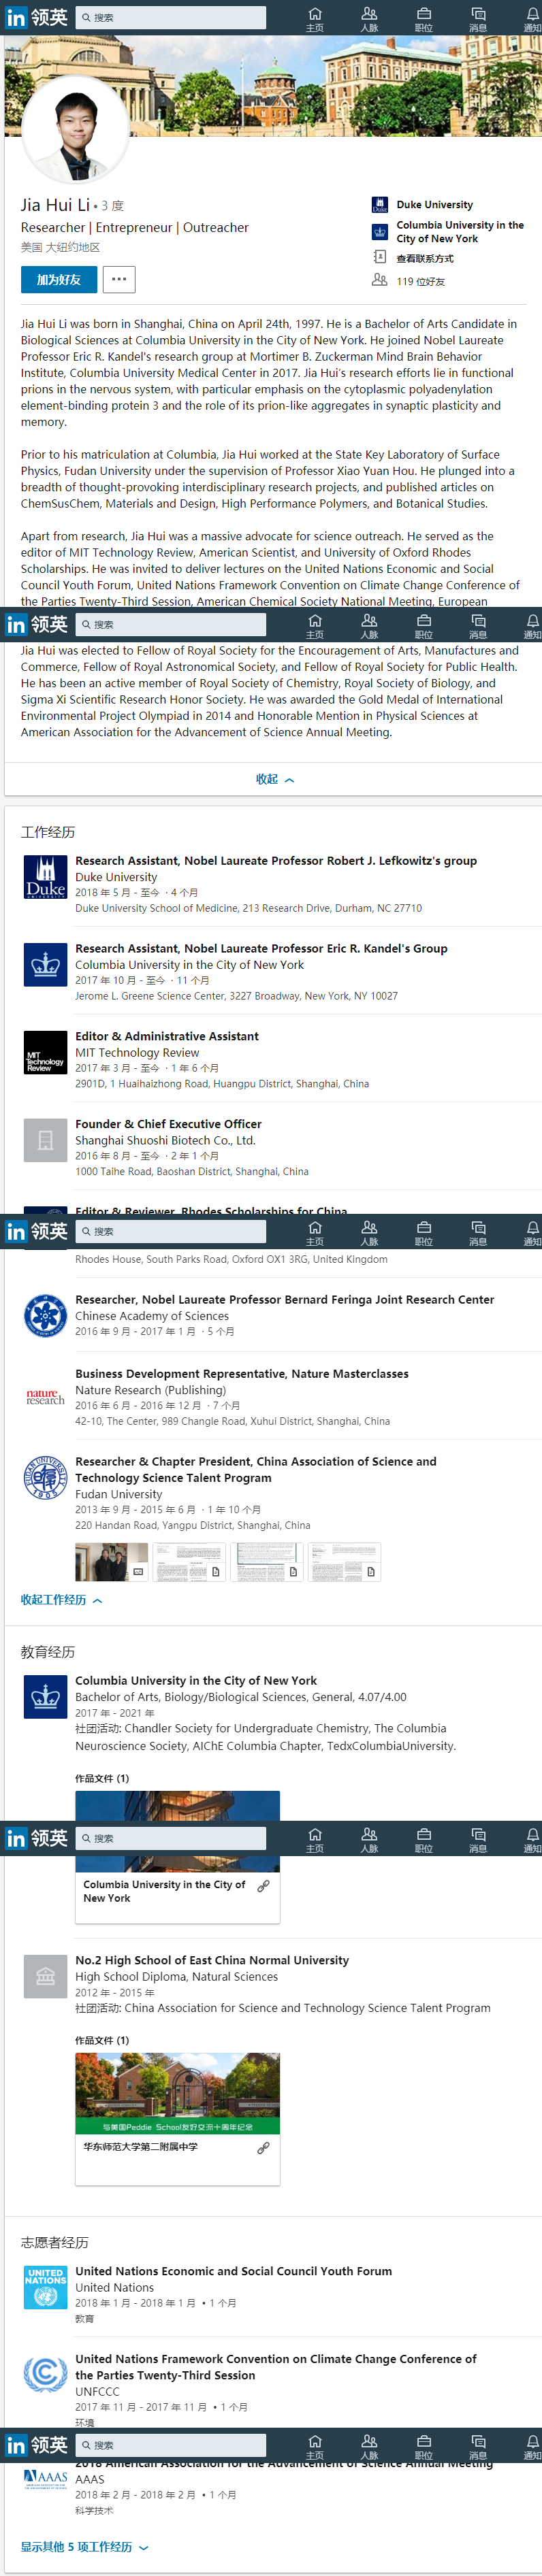 in 领英 搜索 主页 人脉 职位 消息 通知
Jia Hui Li • 3 度
Researcher | Entrepreneur | Outreacher
美国 大纽约地区
加为好友
Duke University
Columbia University in the
City of New York
查看联系方式
119 位好友
Jia Hui Li was born in Shanghai, China on April 24th, 1997. He is a Bachelor of Arts Candidate in
Biological Sciences at Columbia University in the City of New York. He joined Nobel Laureate
Professor Eric R. Kandel's research group at Mortimer B. Zuckerman Mind Brain Behavior
Institute, Columbia University Medical Center in 2017. Jia Hui's research efforts lie in functional
prions in the nervous system, with particular emphasis on the cytoplasmic polyadenylation
element-binding protein 3 and the role of its prion-like aggregates in synaptic plasticity and
memory.
Prior to his matriculation at Columbia, Jia Hui worked at the State Key Laboratory of Surface
Physics, Fudan University under the supervision of Professor Xiao Yuan Hou. He plunged into a
breadth of thought-provoking interdisciplinary research projects, and published articles on
ChemSusChem, Materials and Design, High Performance Polymers, and Botanical Studies.
Apart from research, Jia Hui was a massive advocate for science outreach. He served as the
editor of MIT Technology Review, American Scientist, and University of Oxford Rhodes
Scholarships. He was invited to deliver lectures on the United Nations Economic and Social
Council Youth Forum, United Nations Framework Convention on Climate Change Conference of
the Parties Twenty-Third Session, American Chemical Society National Meeting, European
in 领英 搜索 主页 人脉 职位 消息 通知
Jia Hui was elected to Fellow of Royal Society for the Encouragement of Arts, Manufactures and
Commerce, Fellow of Royal Astronomical Society, and Fellow of Royal Society for Public Health.
He has been an active member of Royal Society of Chemistry, Royal Society of Biology, and
Sigma Xi Scientific Research Honor Society. He was awarded the Gold Medal of International
Environmental Project Olympiad in 2014 and Honorable Mention in Physical Sciences at
American Association for the Advancement of Science Annual Meeting.
收起
工作经历
Research Assistant, Nobel Laureate Professor Robert J. Lefkowitz's group
Duke University
2018 年 5 月 - 至今 · 4 个月
Duke University School of Medicine, 213 Research Drive, Durham, NC 27710
Research Assistant, Nobel Laureate Professor Eric R. Kandel's Group
Columbia University in the City of New York
2017 年 10 月 - 至今 · 11 个月
Jerome L. Greene Science Center, 3227 Broadway, New York, NY 10027
MIT
Technology
Review
Editor & Administrative Assistant
MIT Technology Review
2017 年 3 月 - 至今 · 1 年 6 个月
2901D, 1 Huaihaizhong Road, Huangpu District, Shanghai, China
Founder & Chief Executive Officer
Shanghai Shuoshi Biotech Co., Ltd.
2016 年 8 月 - 至今 · 2 年 1 个月
1000 Taihe Road, Baoshan District, Shanghai, China
Editor & Reviewer, Rhodes Scholarships for China
in 领英 搜索 主页 人脉 职位 消息 通知
Rhodes House, South Parks Road, Oxford OX1 3RG, United Kingdom
Researcher, Nobel Laureate Professor Bernard Feringa Joint Research Center
Chinese Academy of Sciences
2016 年 9 月 - 2017 年 1 月 · 5 个月
nature
research
Business Development Representative, Nature Masterclasses
Nature Research (Publishing)
2016 年 6 月 - 2016 年 12 月 · 7 个月
42-10, The Center, 989 Changle Road, Xuhui District, Shanghai, China
Researcher & Chapter President, China Association of Science and
Technology Science Talent Program
Fudan University
2013 年 9 月 - 2015 年 6 月 · 1 年 10 个月
220 Handan Road, Yangpu District, Shanghai, China
收起工作经历
教育经历
Columbia University in the City of New York
Bachelor of Arts, Biology/Biological Sciences, General, 4.07/4.00
2017 年 - 2021 年
社团活动: Chandler Society for Undergraduate Chemistry, The Columbia
Neuroscience Society, AIChE Columbia Chapter, TedxColumbiaUniversity.
作品文件 (1)
in 领英 搜索 主页 人脉 职位 消息 通知
Columbia University in the City of
New York
No.2 High School of East China Normal University
High School Diploma, Natural Sciences
2012 年 - 2015 年
社团活动: China Association for Science and Technology Science Talent Program
作品文件 (1)
与美国Peddie School友好交流十周年纪念
华东师范大学第二附属中学
志愿者经历
UNITED
NATIONS
United Nations Economic and Social Council Youth Forum
United Nations
2018 年 1 月 - 2018 年 1 月 • 1 个月
教育
United Nations Framework Convention on Climate Change Conference of
the Parties Twenty-Third Session
UNFCCC
2017 年 11 月 - 2017 年 11 月 • 1 个月
环境
in 领英 搜索 主页 人脉 职位 消息 通知
2018 American Association for the Advancement of Science Annual Meeting
AAAS
AAAS
2018 年 2 月 - 2018 年 2 月 • 1 个月
科学技术
显示其他 5 项工作经历